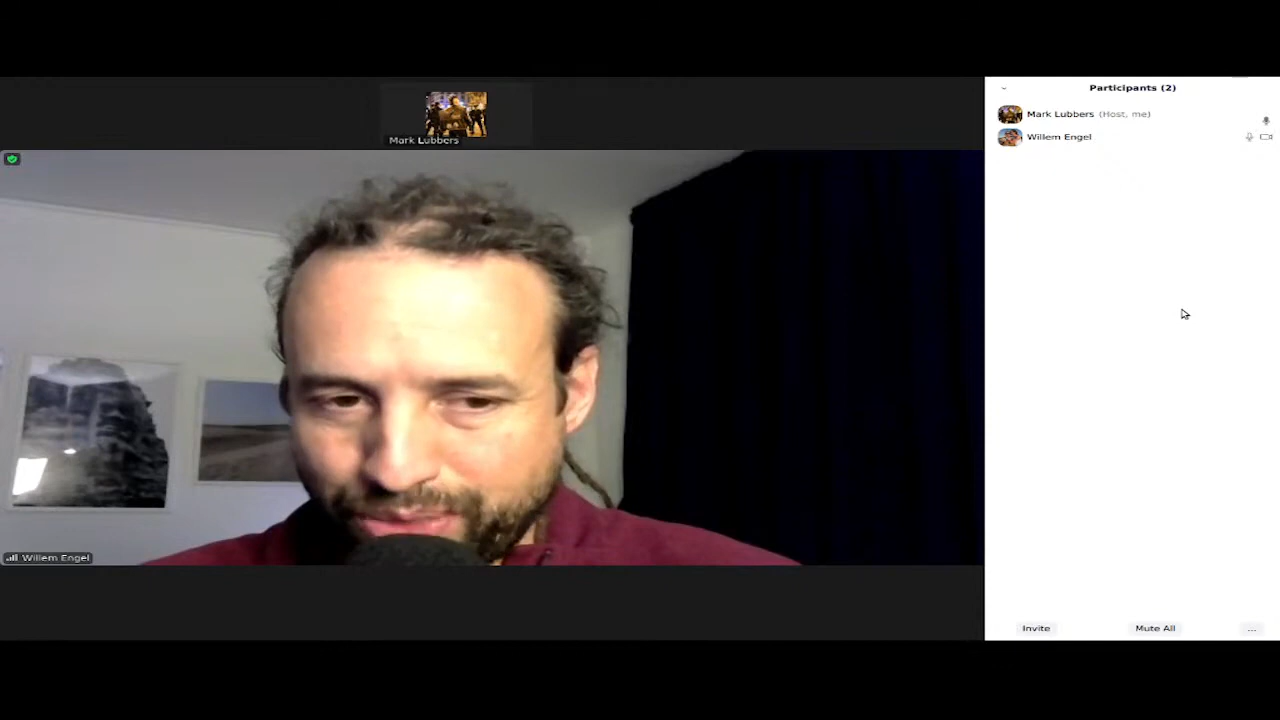 Participants (2)
Mark Lubbers (Host, me)
Willem Engel
Mark Lubbers
Willem Engel
Invite
Mute All
...